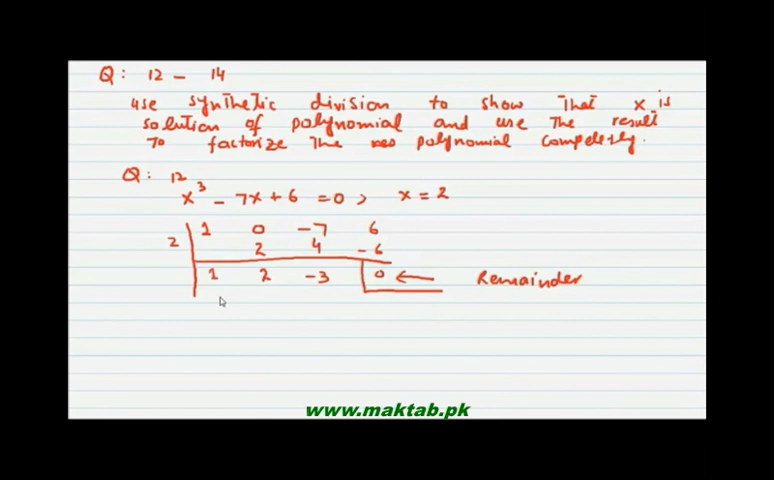 Q: 12 - 14
use synthetic division to show that x is
solution of polynomial and use the result
To factorize the polynomial completely.
Q: 12
x³ - 7x + 6 = 0 , x = 2
2 1 0 -7 6
2 4 -6
1 2 -3 0 ← Remainder
www.maktab.pk